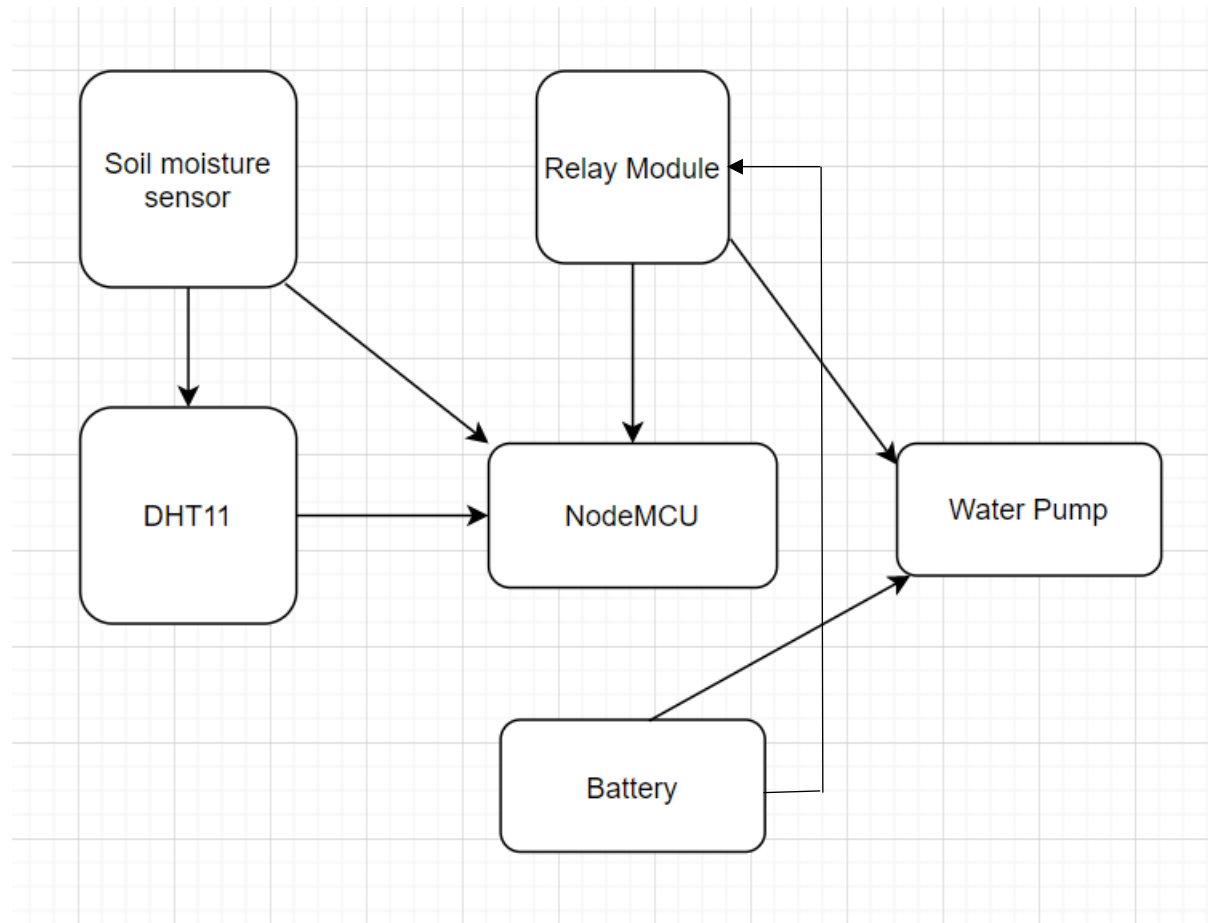 Soil moisture
sensor
Relay Module
DHT11
NodeMCU
Water Pump
Battery